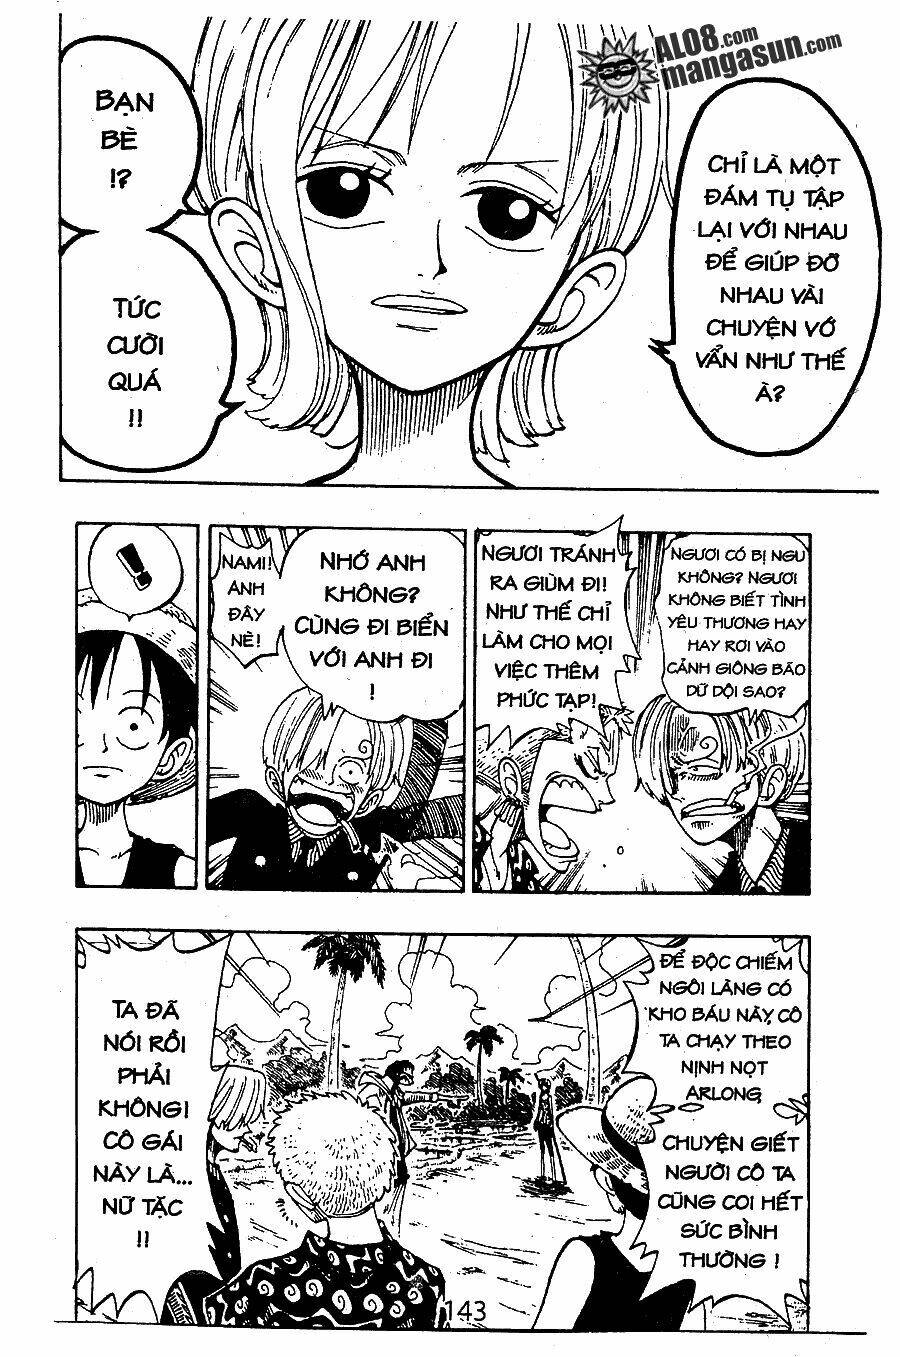 AL08.com
mangasun.com
BẠN
BÈ
!?
TỨC
CƯỜI
QUÁ
!!
CHỈ LÀ MỘT
ĐÁM TỤ TẬP
LẠI VỚI NHAU
ĐỂ GIÚP ĐỠ
NHAU VÀI
CHUYỆN VỚ
VẨN NHƯ THẾ
À?
!
NAMI!
ANH
ĐÂY
NÈ!
NHỚ ANH
KHÔNG?
CÙNG ĐI BIỂN
VỚI ANH ĐI
!
NGƯƠI TRÁNH
RA GIÙM ĐI!
NHƯ THẾ CHỈ
LÀM CHO MỌI
VIỆC THÊM
PHỨC TẠP!
NGƯƠI CÓ BỊ NGU
KHÔNG? NGƯƠI
KHÔNG BIẾT TÌNH
YÊU THƯƠNG HAY
HAY RƠI VÀO
CẢNH GIÔNG BÃO
DỮ DỘI SAO?
TA ĐÃ
NÓI RỒI
PHẢI
KHÔNG!
CÔ GÁI
NÀY LÀ...
NỮ TẶC
!!
ĐỂ ĐỘC CHIẾM
NGÔI LÀNG CÓ
KHO BÁU NÀY, CÔ
TA CHẠY THEO
NỊNH NỌT
ARLONG,
CHUYỆN GIẾT
NGƯỜI CÔ TA
CŨNG COI HẾT
SỨC BÌNH
THƯỜNG !
143